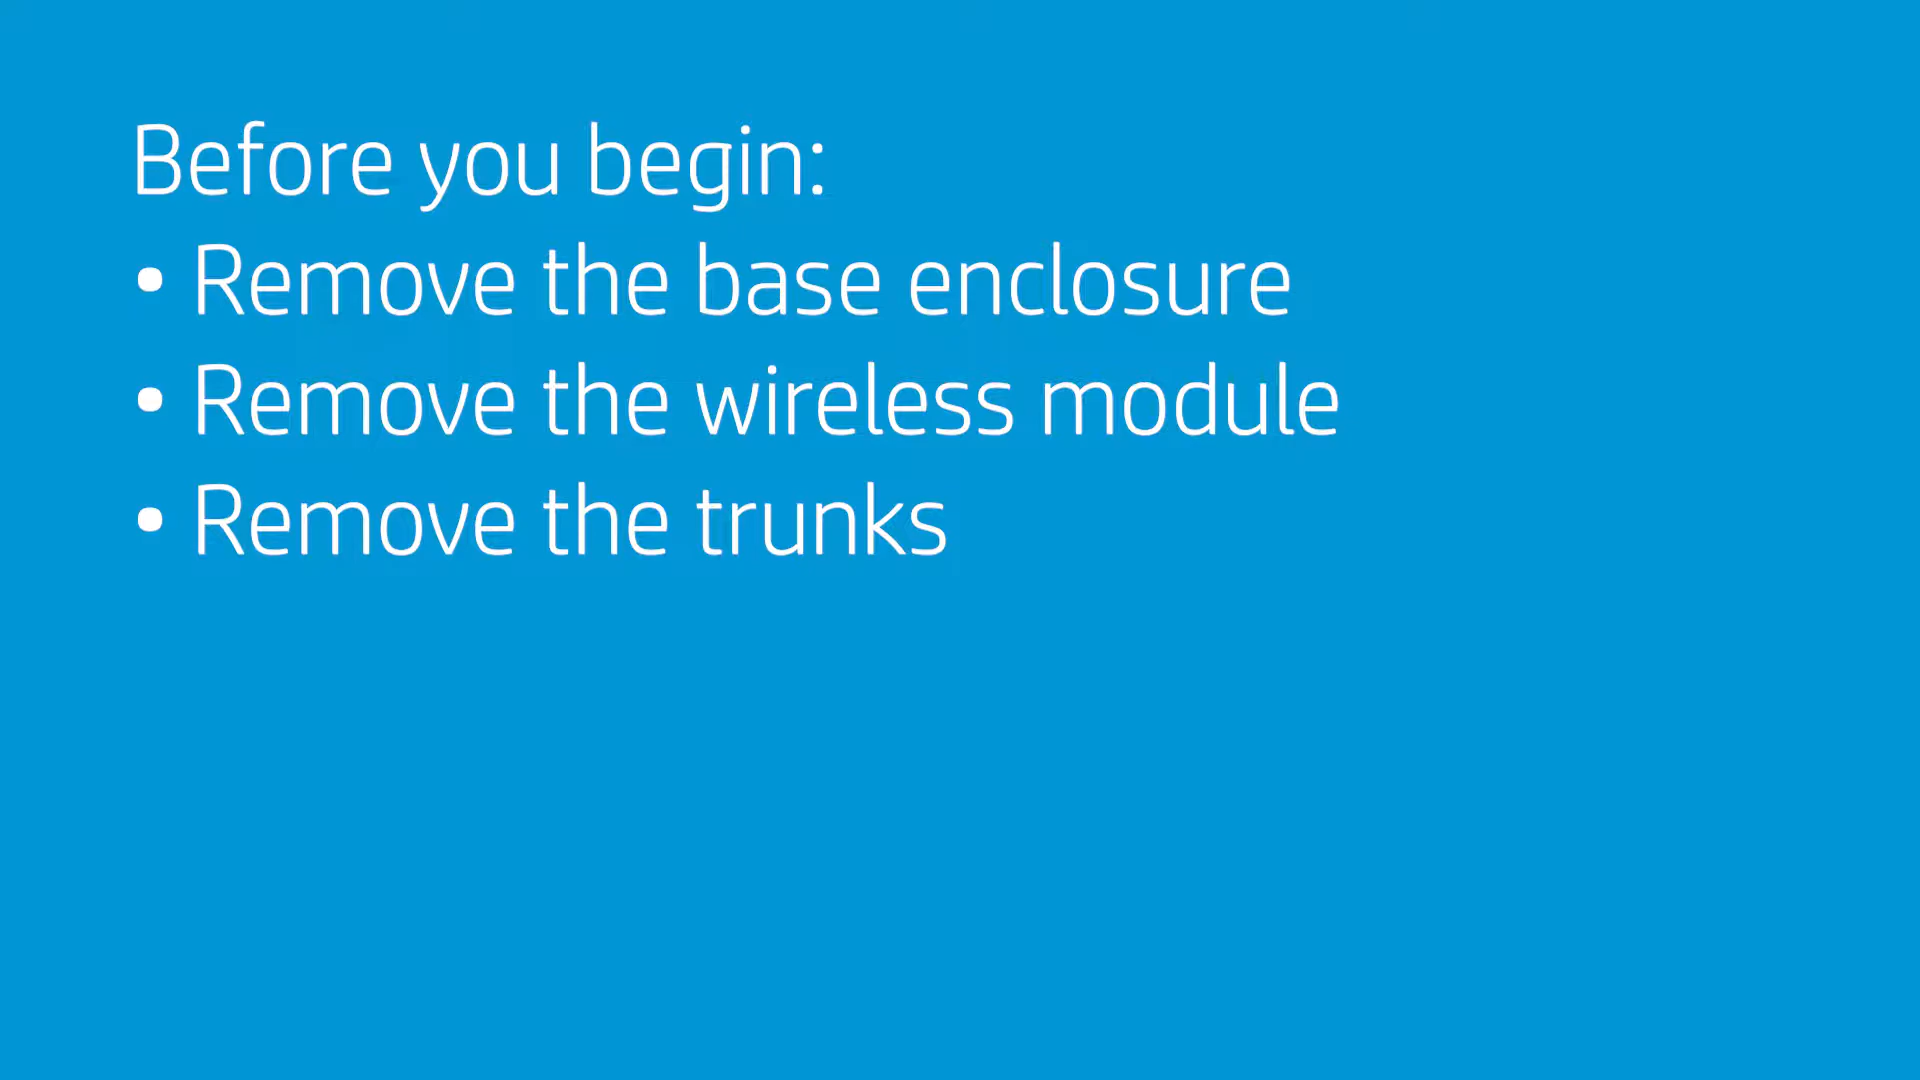 Before you begin:
• Remove the base enclosure
• Remove the wireless module
• Remove the trunks